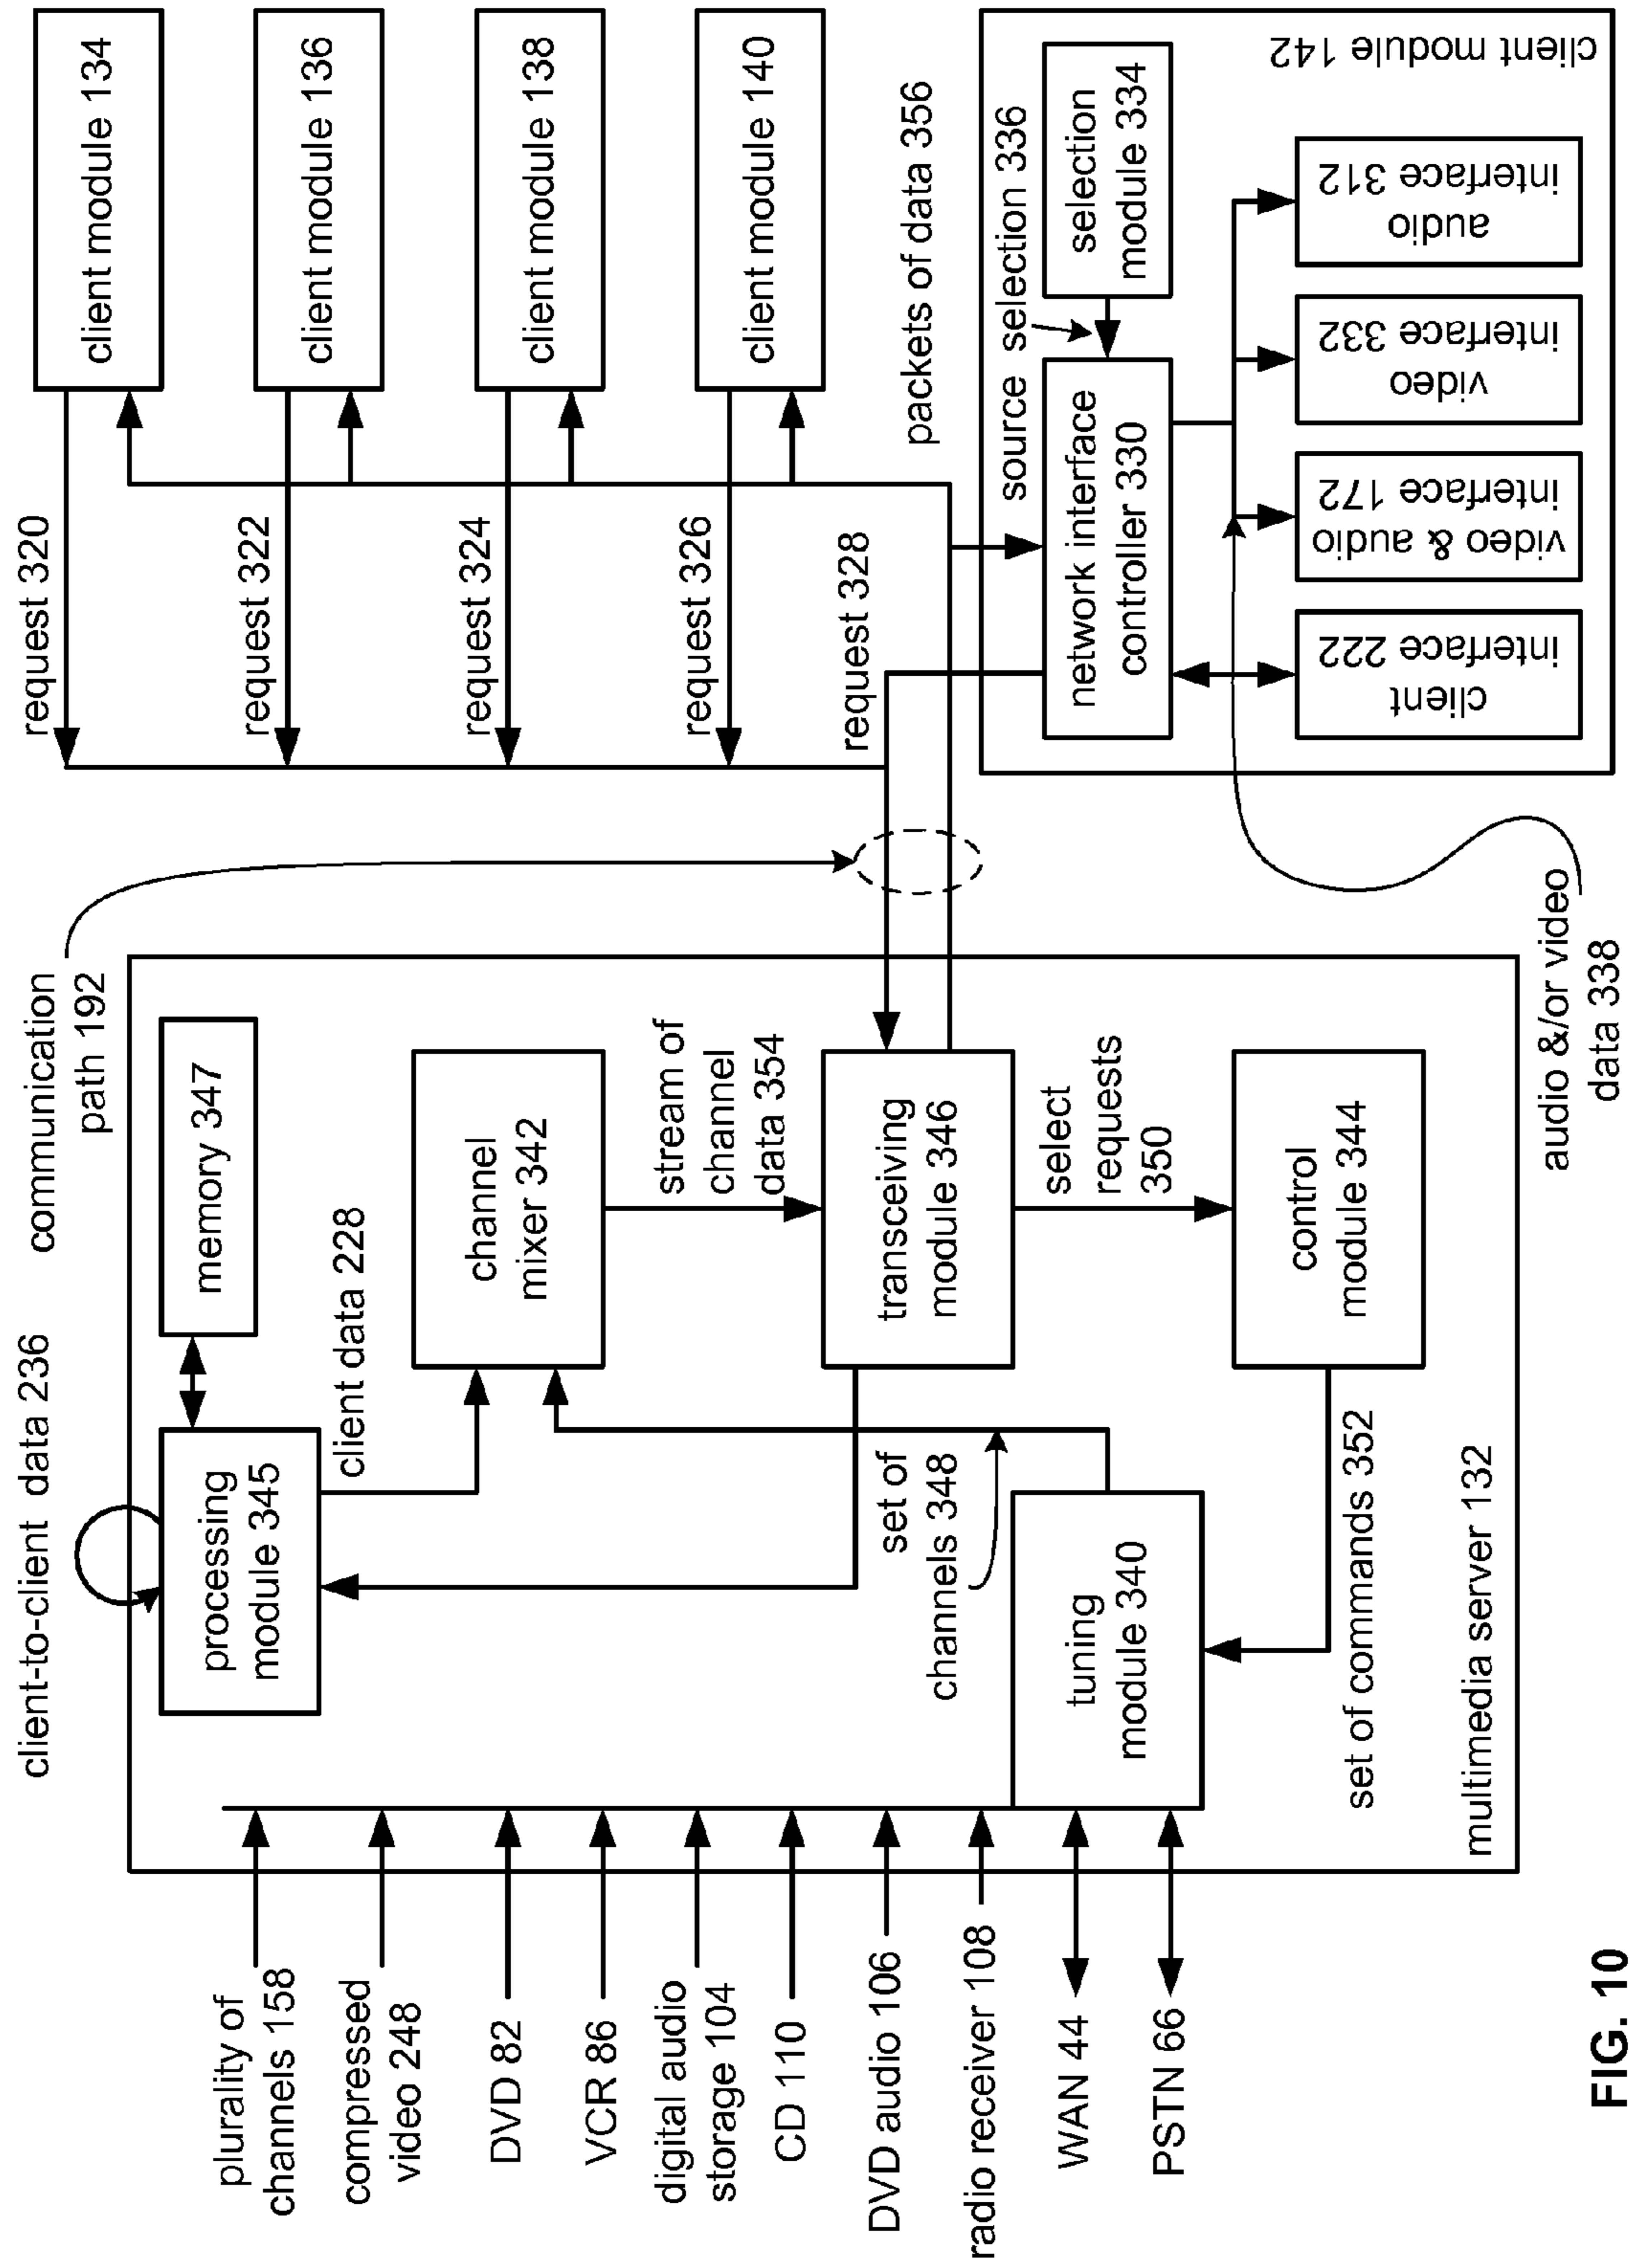 client-to-client data 236
communication
path 192
request 320
client module 134
request 322
client module 136
request 324
client module 138
request 326
client module 140
request 328
packets of data 356
plurality of
channels 158
compressed
video 248
DVD 82
VCR 86
digital audio
storage 104
CD 110
DVD audio 106
radio receiver 108
WAN 44
PSTN 66
processing
module 345
memory 347
client data 228
channel
mixer 342
stream of
channel
data 354
set of
channels 348
transceiving
module 346
select
requests
350
tuning
module 340
control
module 344
set of commands 352
multimedia server 132
source selection 336
network interface
controller 330
selection
module 334
client
interface 222
video & audio
interface 172
video
interface 332
audio
interface 312
client module 142
audio &/or video
data 338
FIG. 10